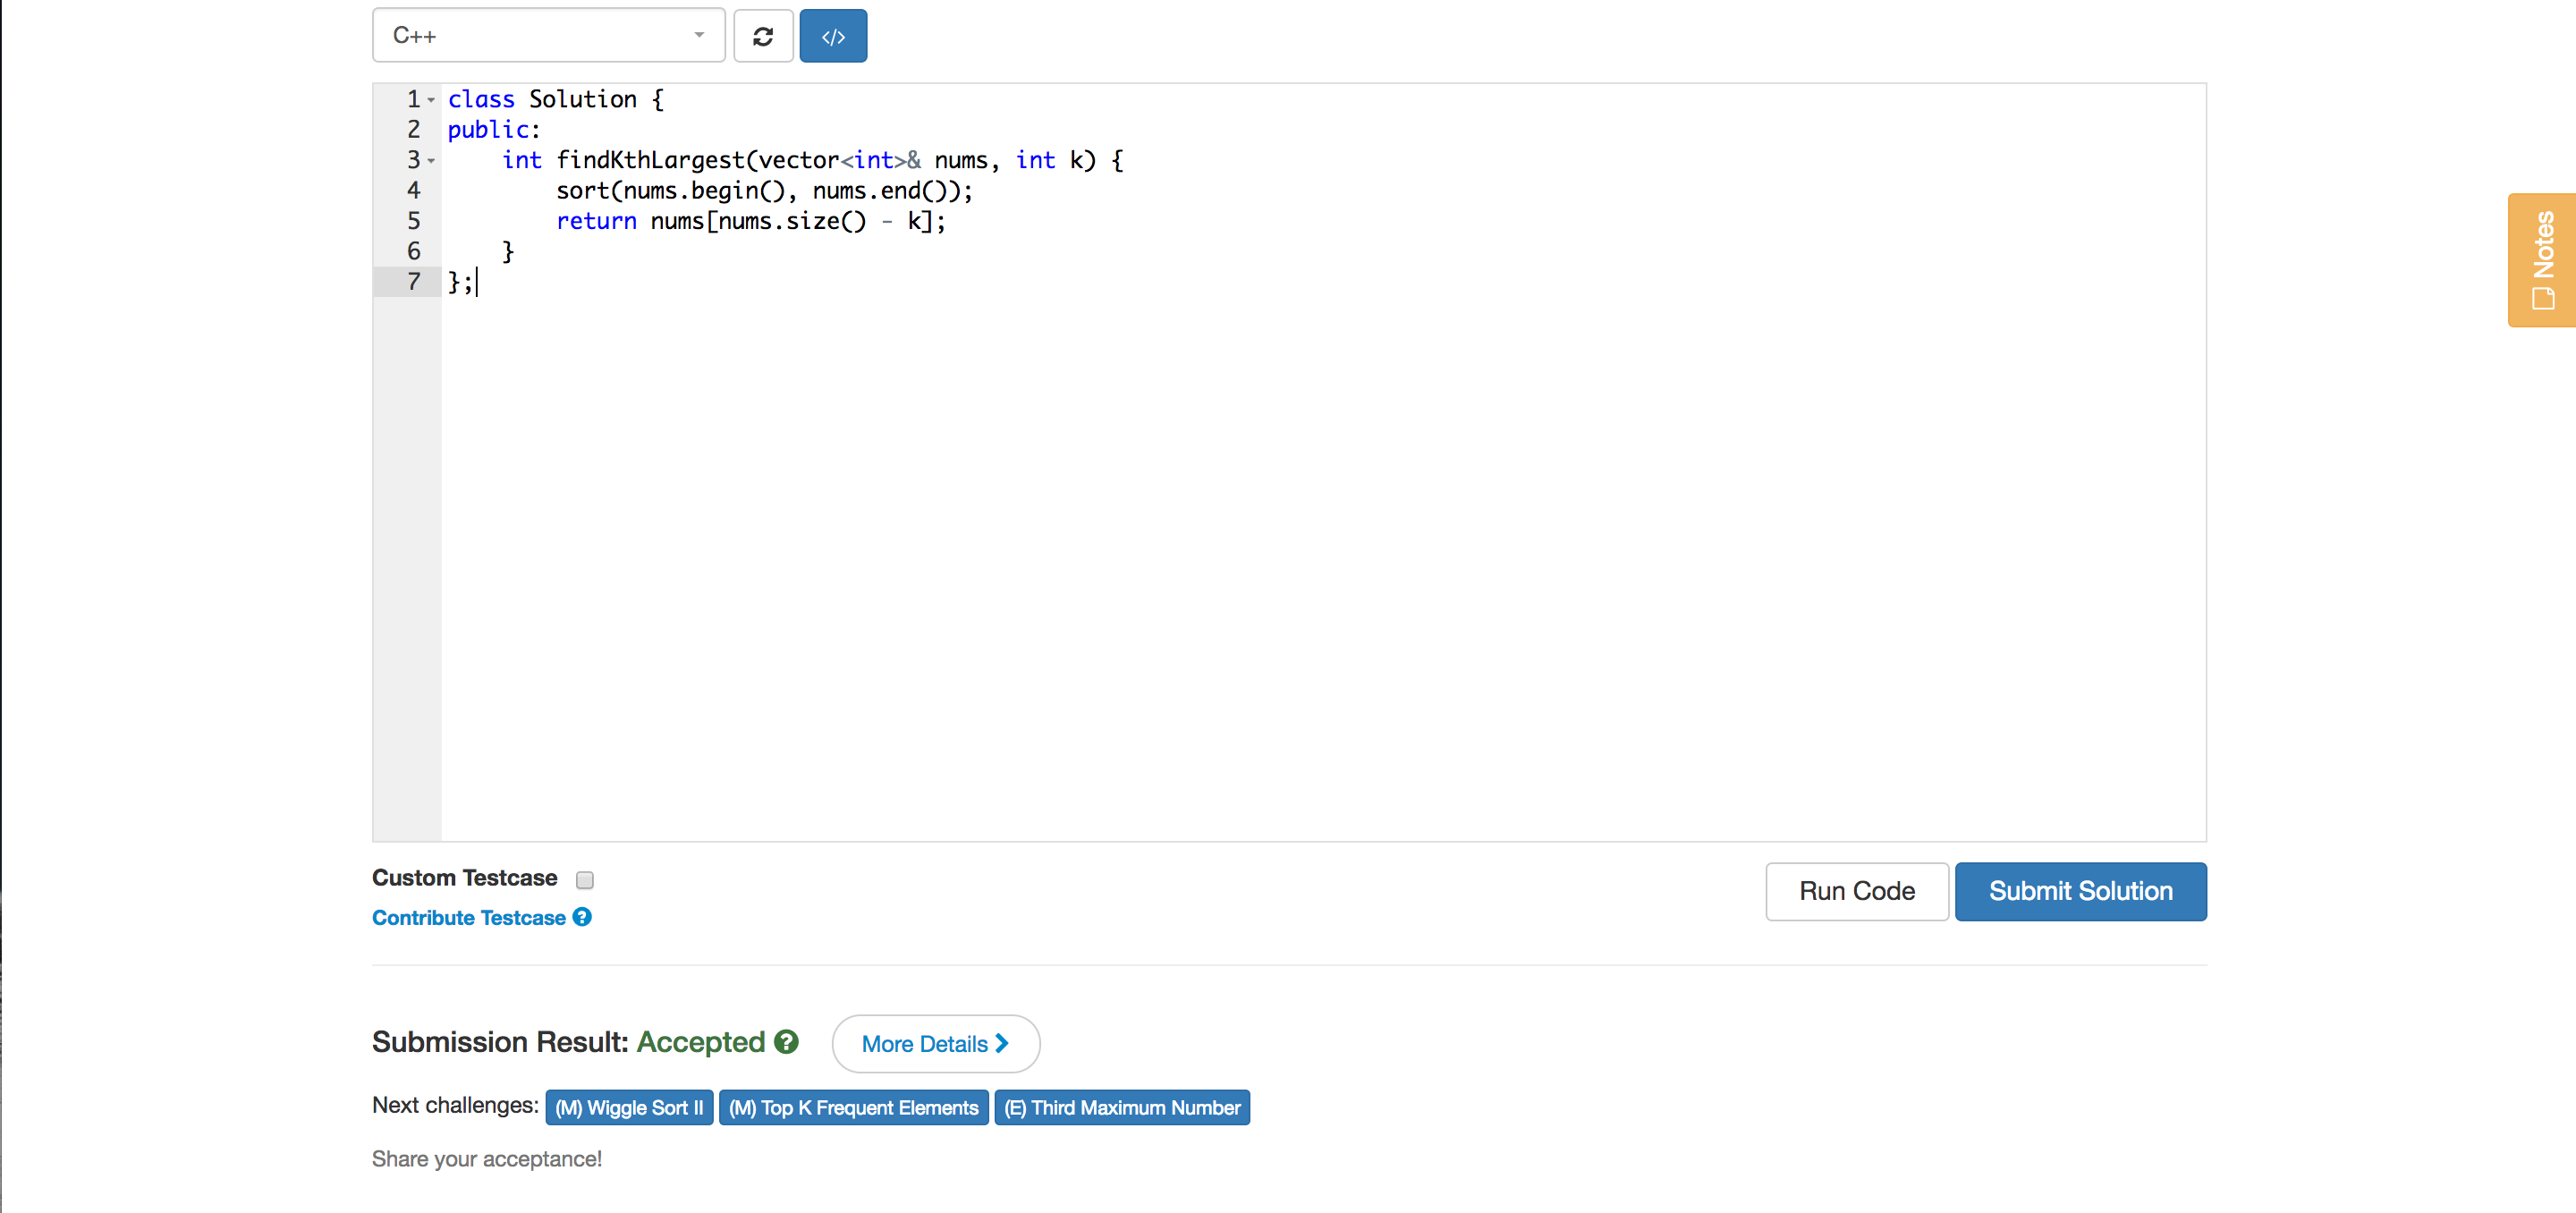 C++
</>
1 class Solution {
2 public:
3     int findKthLargest(vector<int>& nums, int k) {
4         sort(nums.begin(), nums.end());
5         return nums[nums.size() - k];
6     }
7 };
Notes
Custom Testcase
Contribute Testcase ?
Run Code Submit Solution
Submission Result: Accepted ? More Details
Next challenges: (M) Wiggle Sort II (M) Top K Frequent Elements (E) Third Maximum Number
Share your acceptance!